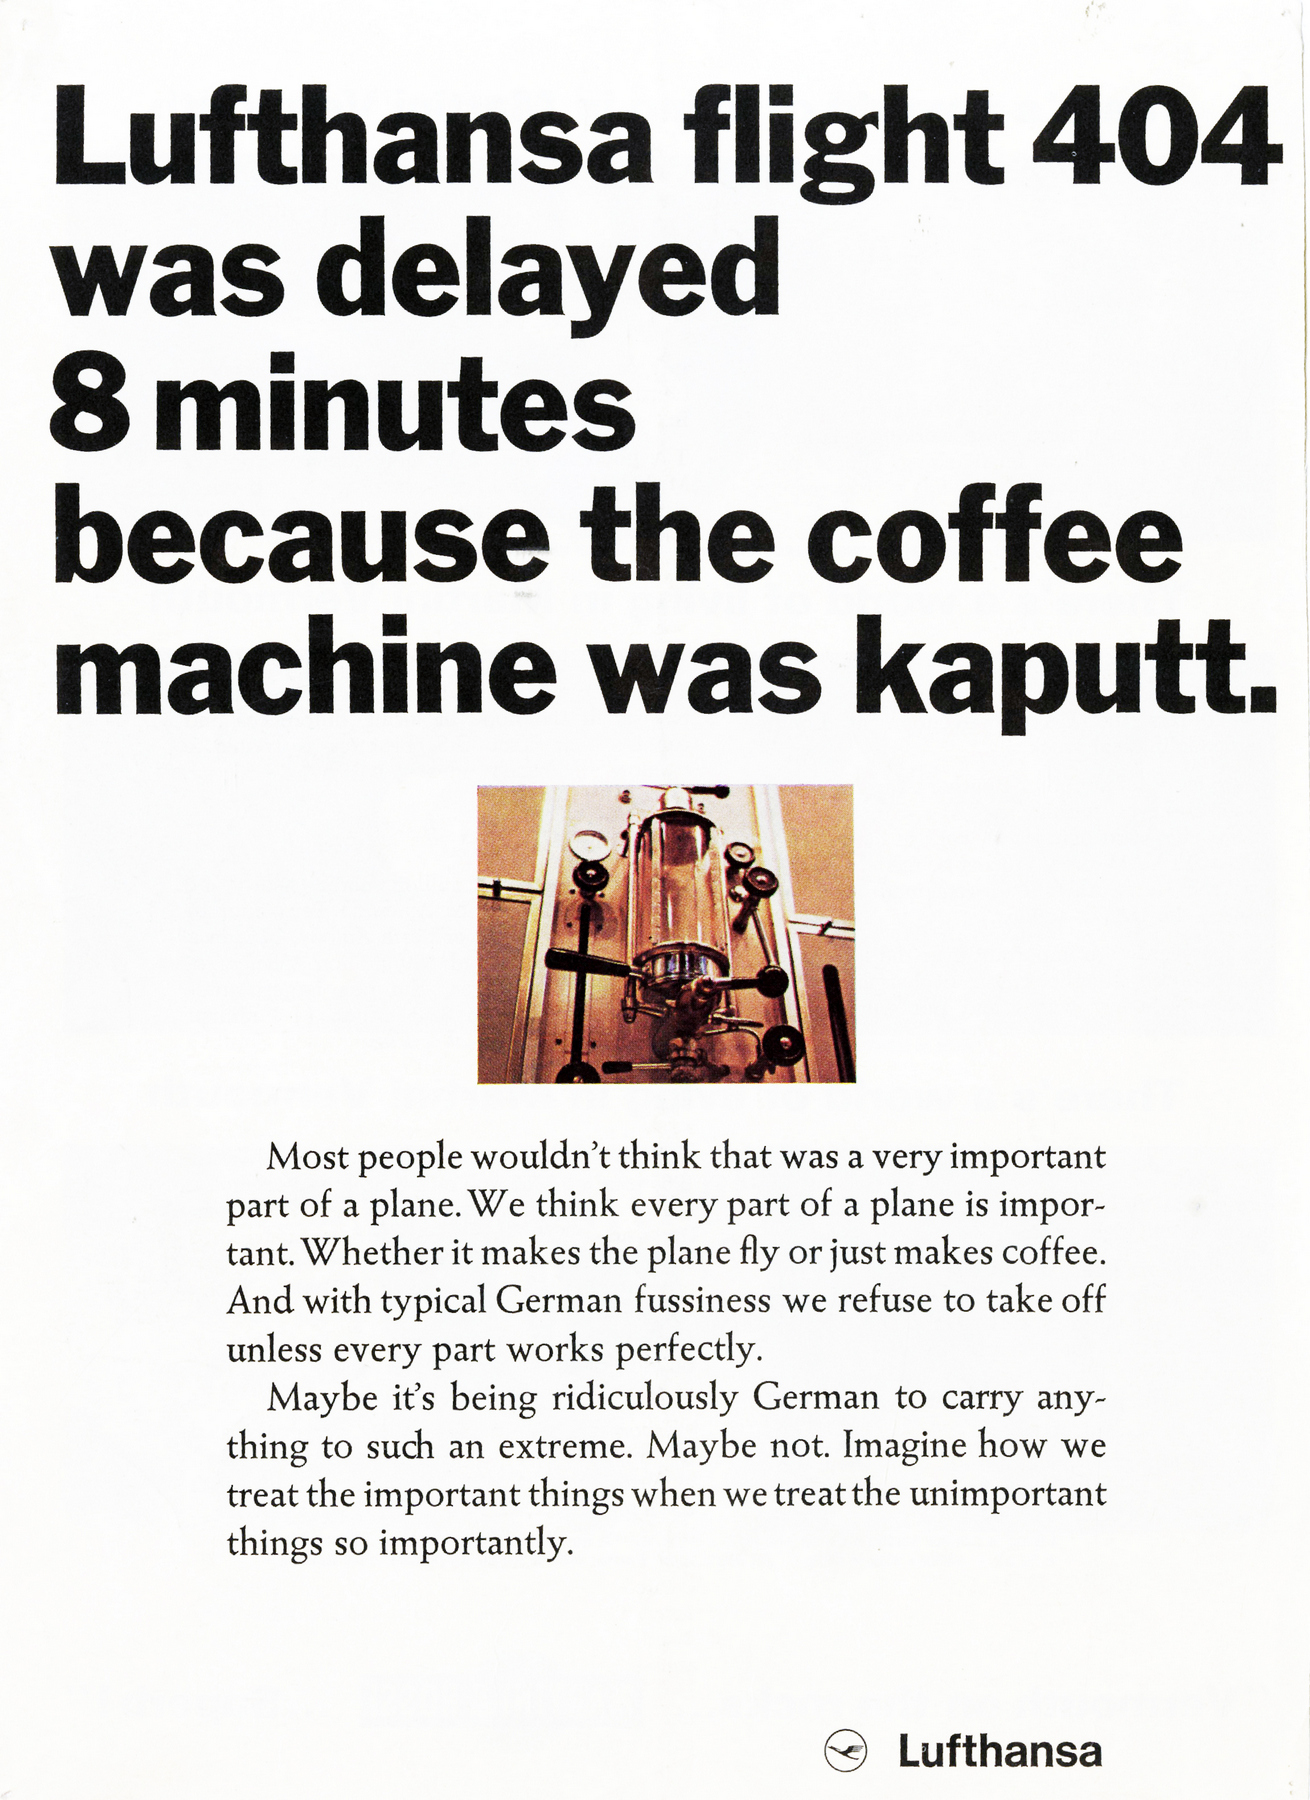 Lufthansa flight 404
was delayed
8 minutes
because the coffee
machine was kaputt.
Most people wouldn't think that was a very important
part of a plane. We think every part of a plane is impor-
tant. Whether it makes the plane fly or just makes coffee.
And with typical German fussiness we refuse to take off
unless every part works perfectly.
Maybe it's being ridiculously German to carry any-
thing to such an extreme. Maybe not. Imagine how we
treat the important things when we treat the unimportant
things so importantly.
Lufthansa